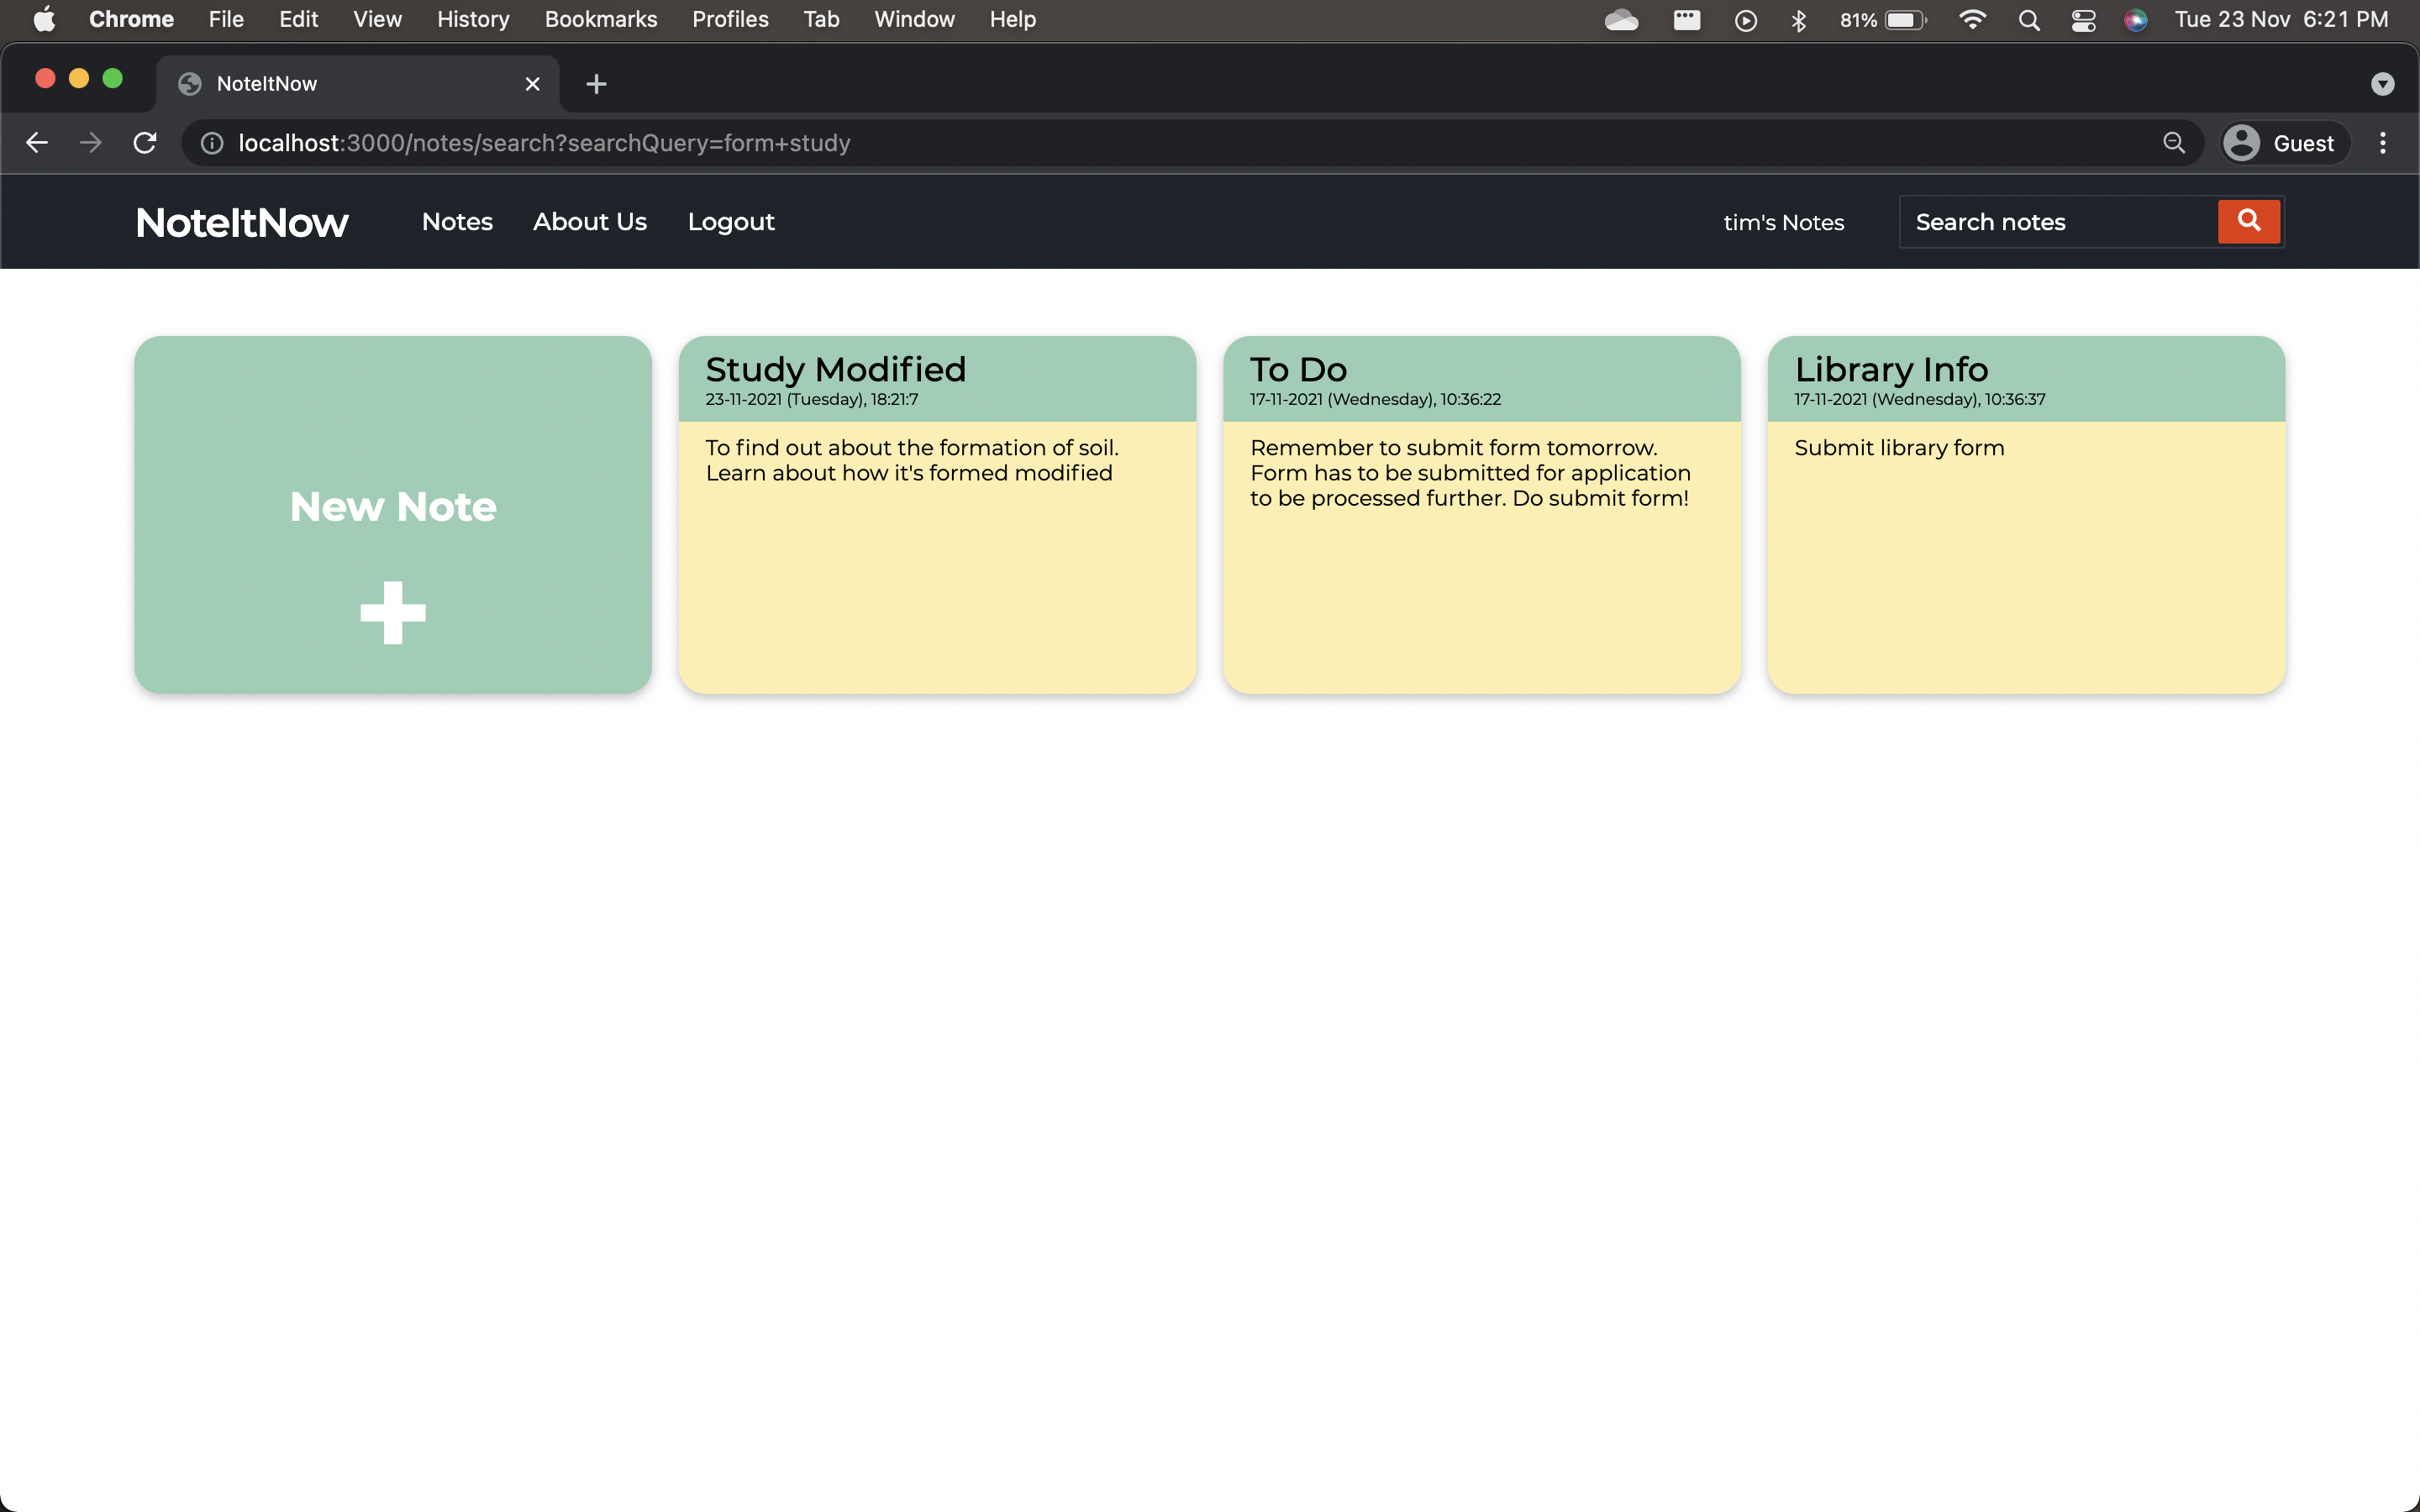 Chrome File Edit View History Bookmarks Profiles Tab Window Help 81% Tue 23 Nov 6:21 PM
NoteItNow
localhost:3000/notes/search?searchQuery=form+study Guest
NoteItNow Notes About Us Logout tim's Notes Search notes
New Note
Study Modified
23-11-2021 (Tuesday), 18:21:7
To find out about the formation of soil.
Learn about how it's formed modified
To Do
17-11-2021 (Wednesday), 10:36:22
Remember to submit form tomorrow.
Form has to be submitted for application
to be processed further. Do submit form!
Library Info
17-11-2021 (Wednesday), 10:36:37
Submit library form